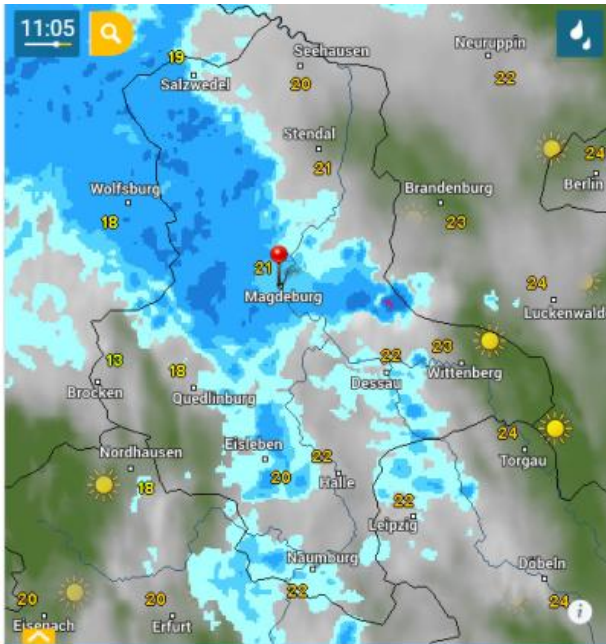 11:05
19
Salzwedel
Seehausen
20
Neuruppin
22
Stendal
21
24
Berlin
Wolfsburg
18
Brandenburg
23
21
Magdeburg
24
Luckenwald
13
Brocken
18
Quedlinburg
22
Dessau
23
Wittenberg
Nordhausen
18
Eisleben
20
22
Halle
24
Torgau
22
Leipzig
Naumburg
22
Döbeln
24
20
Eisenach
20
Erfurt
i